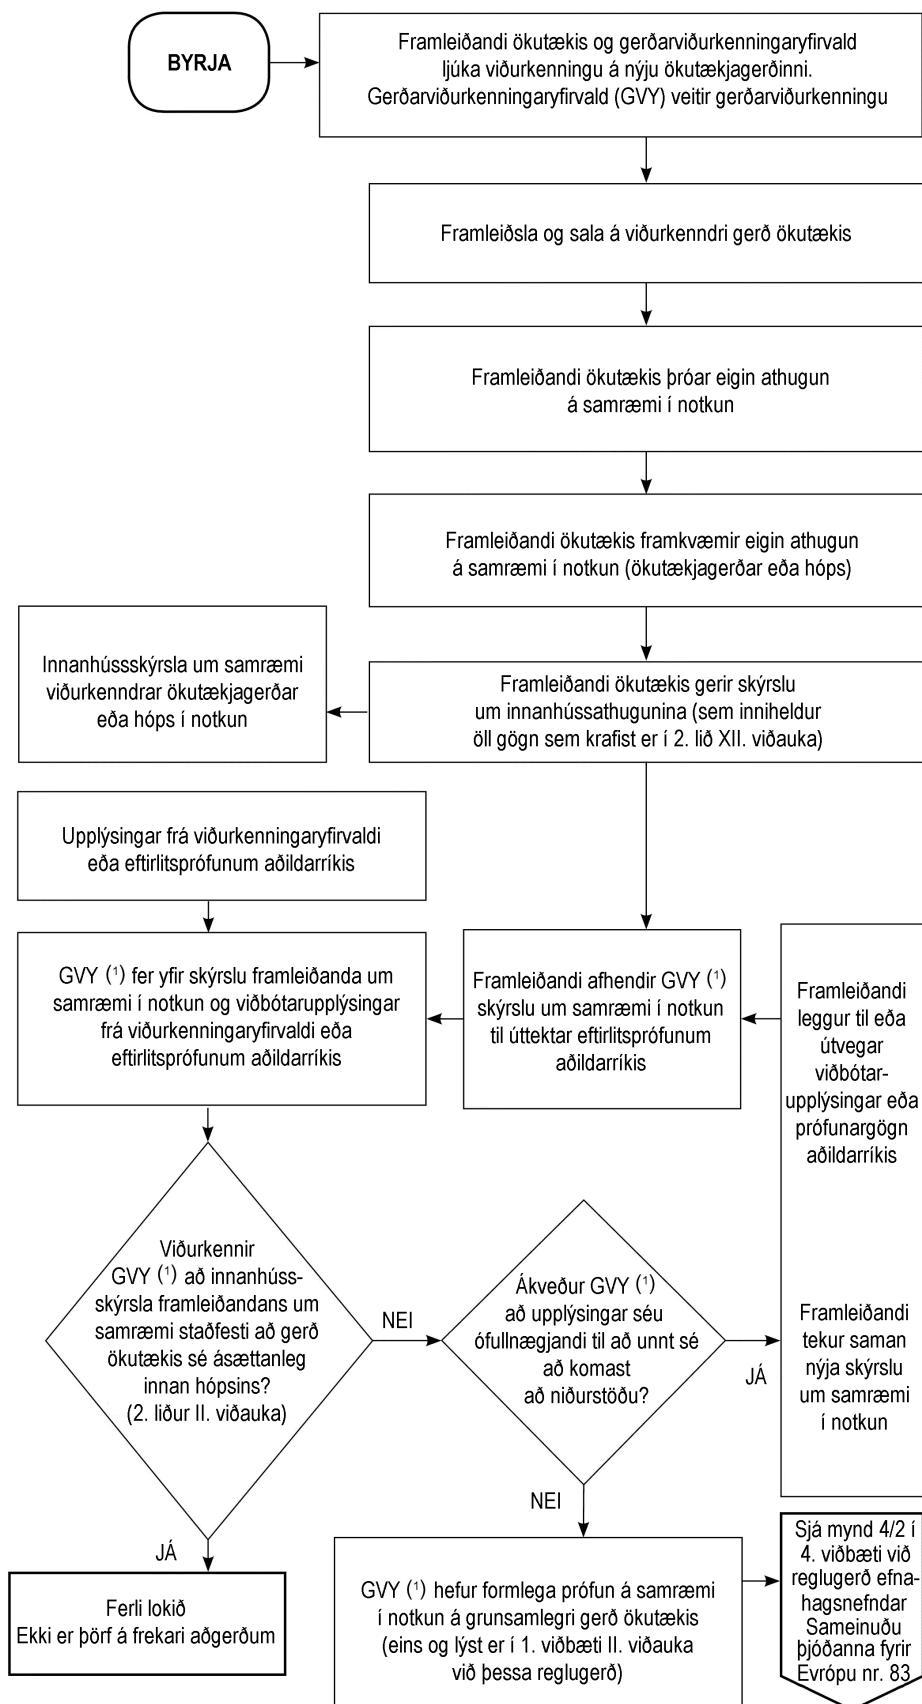 BYRJA
Framleiðandi ökutækis og gerðarviðurkenningaryfirvald
ljúka viðurkenningu á nýju ökutækjagerðinni.
Gerðarviðurkenningaryfirvald (GVY) veitir gerðarviðurkenningu
Framleiðsla og sala á viðurkenndri gerð ökutækis
Framleiðandi ökutækis þróar eigin athugun
á samræmi í notkun
Framleiðandi ökutækis framkvæmir eigin athugun
á samræmi í notkun (ökutækjagerðar eða hóps)
Innanhússskýrsla um samræmi
viðurkenndrar ökutækjagerðar
eða hóps í notkun
Framleiðandi ökutækis gerir skýrslu
um innanhússathugunina (sem inniheldur
öll gögn sem krafist er í 2. lið XII. viðauka)
Upplýsingar frá viðurkenningaryfirvaldi
eða eftirlitsprófunum aðildarríkis
GVY (¹) fer yfir skýrslu framleiðanda um
samræmi í notkun og viðbótarupplýsingar
frá viðurkenningaryfirvaldi eða
eftirlitsprófunum aðildarríkis
Framleiðandi afhendir GVY (¹)
skýrslu um samræmi í notkun
til úttektar eftirlitsprófunum
aðildarríkis
Framleiðandi
leggur til eða
útvegar
viðbótar-
upplýsingar eða
prófunargögn
aðildarríkis
Viðurkennir
GVY (¹) að innanhúss-
skýrsla framleiðandans um
samræmi staðfesti að gerð
ökutækis sé ásættanleg
innan hópsins?
(2. liður II. viðauka)
NEI
Ákveður GVY (¹)
að upplýsingar séu
ófullnægjandi til að unnt sé
að komast
að niðurstöðu?
JÁ
Framleiðandi
tekur saman
nýja skýrslu
um samræmi
í notkun
NEI
JÁ
Ferli lokið
Ekki er þörf á frekari aðgerðum
GVY (¹) hefur formlega prófun á samræmi
í notkun á grunsamlegri gerð ökutækis
(eins og lýst er í 1. viðbæti II. viðauka
við þessa reglugerð)
Sjá mynd 4/2 í
4. viðbæti við
reglugerð efna-
hagsnefndar
Sameinuðu
þjóðanna fyrir
Evrópu nr. 83